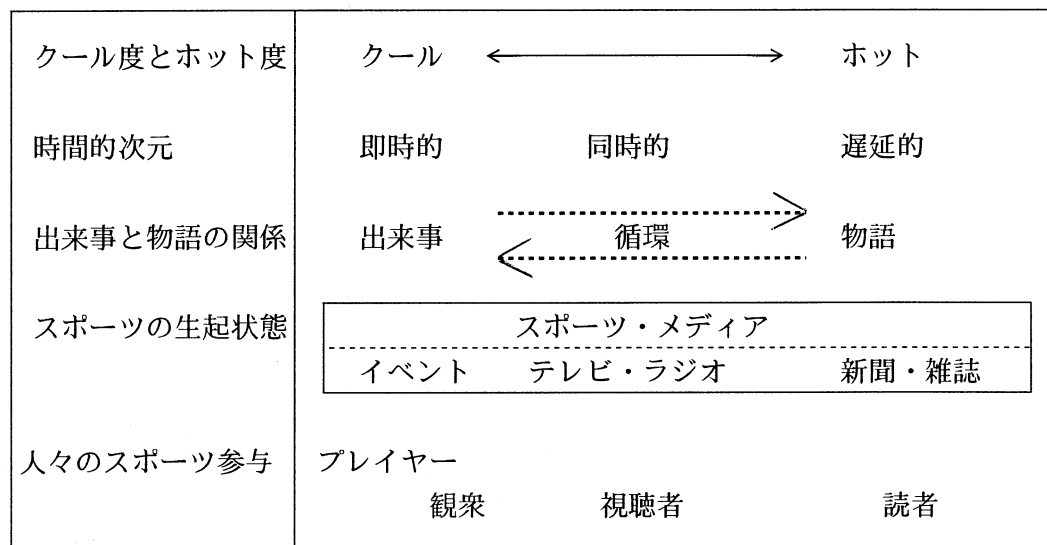 クール度とホット度 クール ホット
時間的次元 即時的 同時的 遅延的
出来事と物語の関係 出来事 循環 物語
スポーツの生起状態 スポーツ・メディア
イベント テレビ・ラジオ 新聞・雑誌
人々のスポーツ参与 プレイヤー
観衆 視聴者 読者